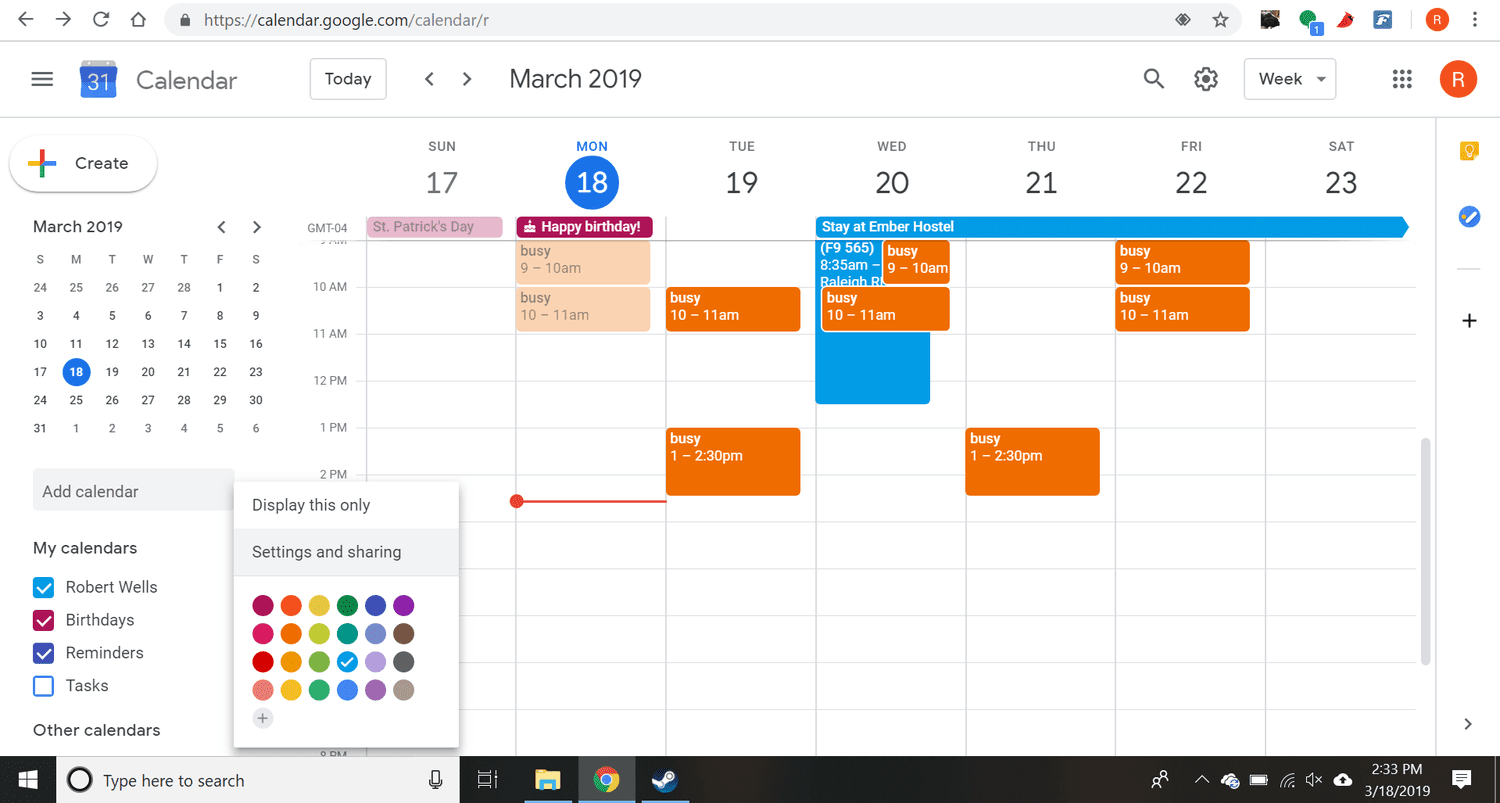 https://calendar.google.com/calendar/r
1
F
R
31
Calendar
Today
March 2019
Week
R
Create
SUN
MON
TUE
WED
THU
FRI
SAT
17
18
19
20
21
22
23
March 2019
GMT-04
St. Patrick's Day
Happy birthday!
Stay at Ember Hostel
S M T W T F S
24 25 26 27 28 1 2
3 4 5 6 7 8 9
10 11 12 13 14 15 16
17 18 19 20 21 22 23
24 25 26 27 28 29 30
31 1 2 3 4 5 6
9 AM
10 AM
11 AM
12 PM
1 PM
2 PM
8 PM
busy
9 – 10am
busy
10 – 11am
busy
10 – 11am
busy
1 – 2:30pm
(F9 565)
8:35am –
Raleigh
busy
9 – 10am
busy
10 – 11am
busy
1 – 2:30pm
busy
9 – 10am
busy
10 – 11am
Add calendar
My calendars
Robert Wells
Birthdays
Reminders
Tasks
Other calendars
Display this only
Settings and sharing
Type here to search
2:33 PM
3/18/2019